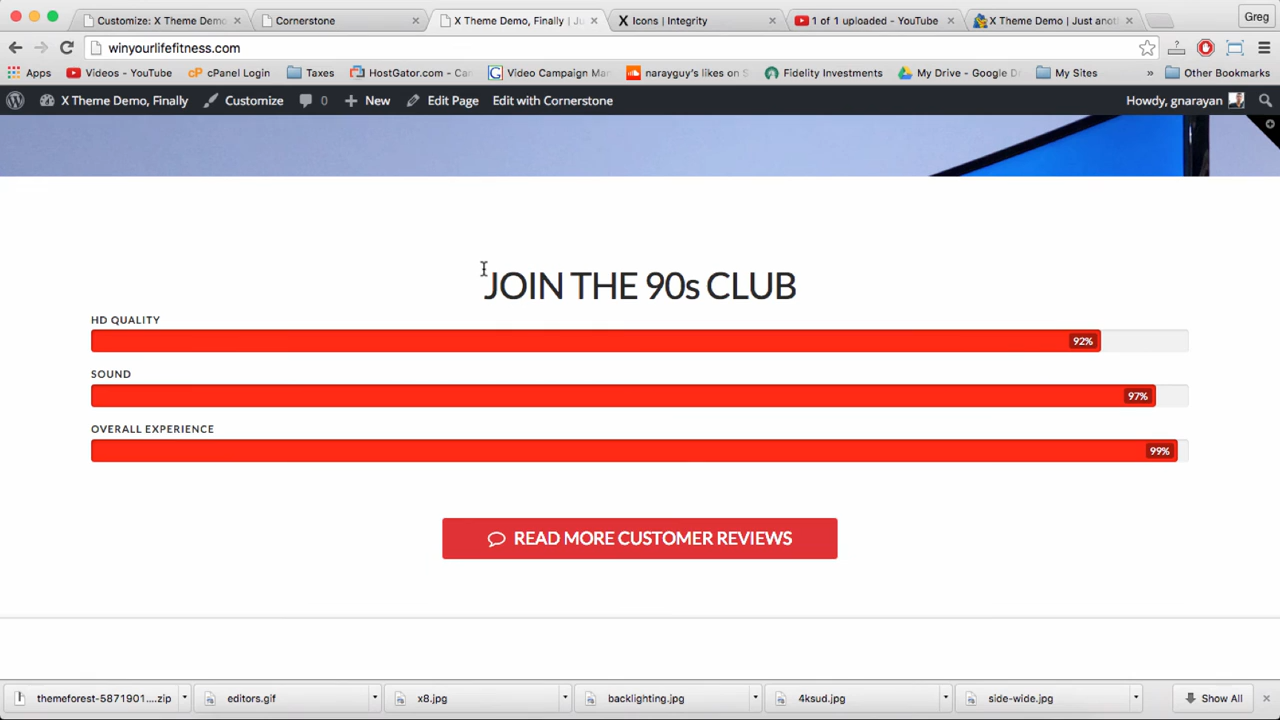 Customize: X Theme Demo
Cornerstone
X Theme Demo, Finally | Ju
Icons | Integrity
1 of 1 uploaded - YouTube
X Theme Demo | Just anot
Greg
winyourlifefitness.com
Apps
Videos - YouTube
cPanel Login
Taxes
HostGator.com - Can
Video Campaign Man
narayguy's likes on S
Fidelity Investments
My Drive - Google D
My Sites
»
Other Bookmarks
X Theme Demo, Finally
Customize
0
New
Edit Page
Edit with Cornerstone
Howdy, gnarayan
JOIN THE 90s CLUB
HD QUALITY
92%
SOUND
97%
OVERALL EXPERIENCE
99%
READ MORE CUSTOMER REVIEWS
themeforest-5871901....zip
editors.gif
x8.jpg
backlighting.jpg
4ksud.jpg
side-wide.jpg
Show All